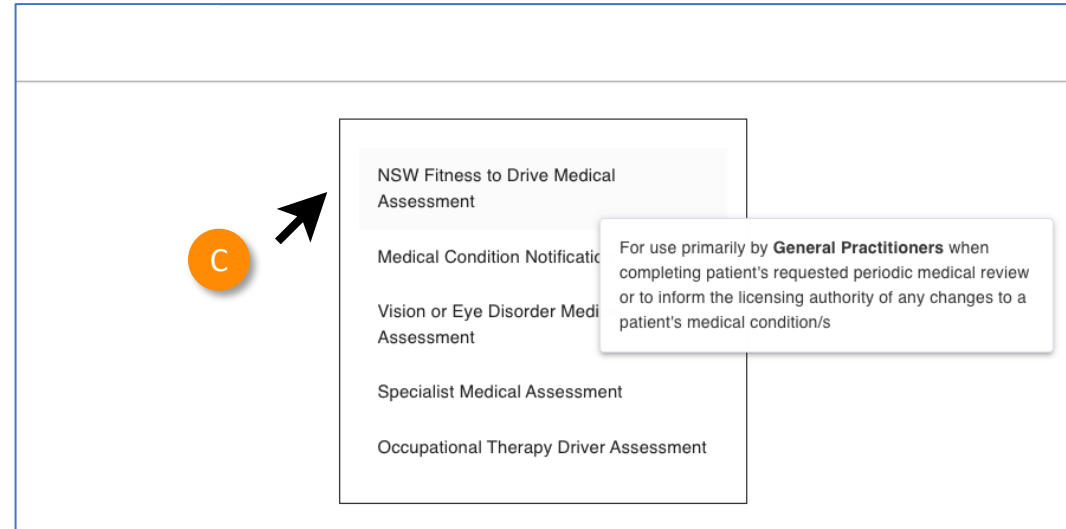 NSW Fitness to Drive Medical
Assessment
C
Medical Condition
For use primarily by General Practitioners when
completing patient's requested periodic medical review
or to inform the licensing authority of any changes to a
patient's medical condition/s
Vision or Eye Disorder
Assessment
Specialist Medical Assessment
Occupational Therapy Driver Assessment